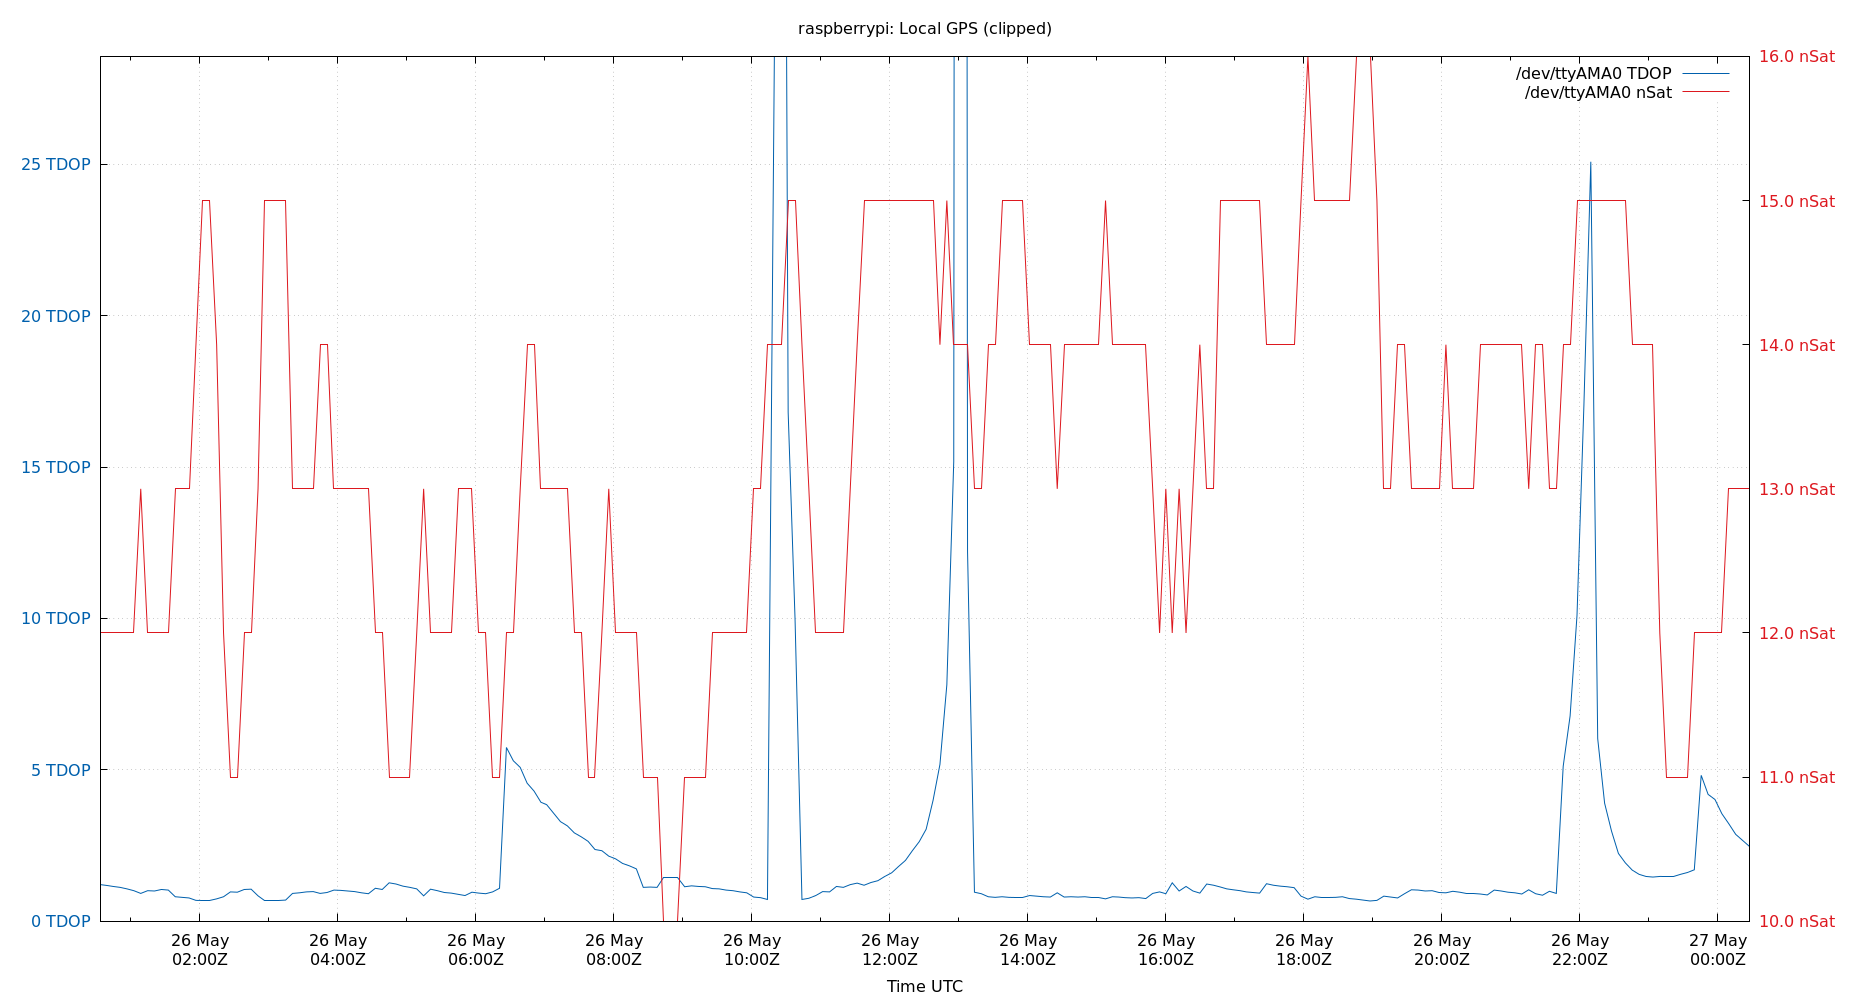 raspberrypi: Local GPS (clipped)
16.0 nSat
/dev/ttyAMA0 TDOP
/dev/ttyAMA0 nSat
25 TDOP
15.0 nSat
20 TDOP
14.0 nSat
15 TDOP
13.0 nSat
10 TDOP
12.0 nSat
5 TDOP
11.0 nSat
0 TDOP
10.0 nSat
26 May 26 May 26 May 26 May 26 May 26 May 26 May 26 May 26 May 26 May 26 May 27 May
02:00Z 04:00Z 06:00Z 08:00Z 10:00Z 12:00Z 14:00Z 16:00Z 18:00Z 20:00Z 22:00Z 00:00Z
Time UTC